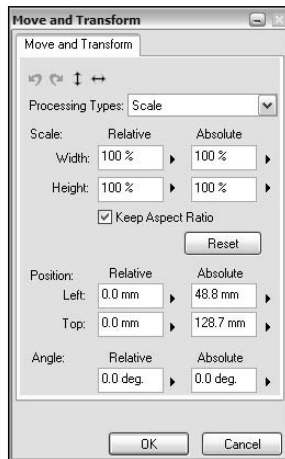 Move and Transform
Move and Transform
Processing Types: Scale
Scale: Relative Absolute
Width: 100 % 100 %
Height: 100 % 100 %
Keep Aspect Ratio
Reset
Position: Relative Absolute
Left: 0.0 mm 48.8 mm
Top: 0.0 mm 128.7 mm
Angle: Relative Absolute
0.0 deg. 0.0 deg.
OK Cancel